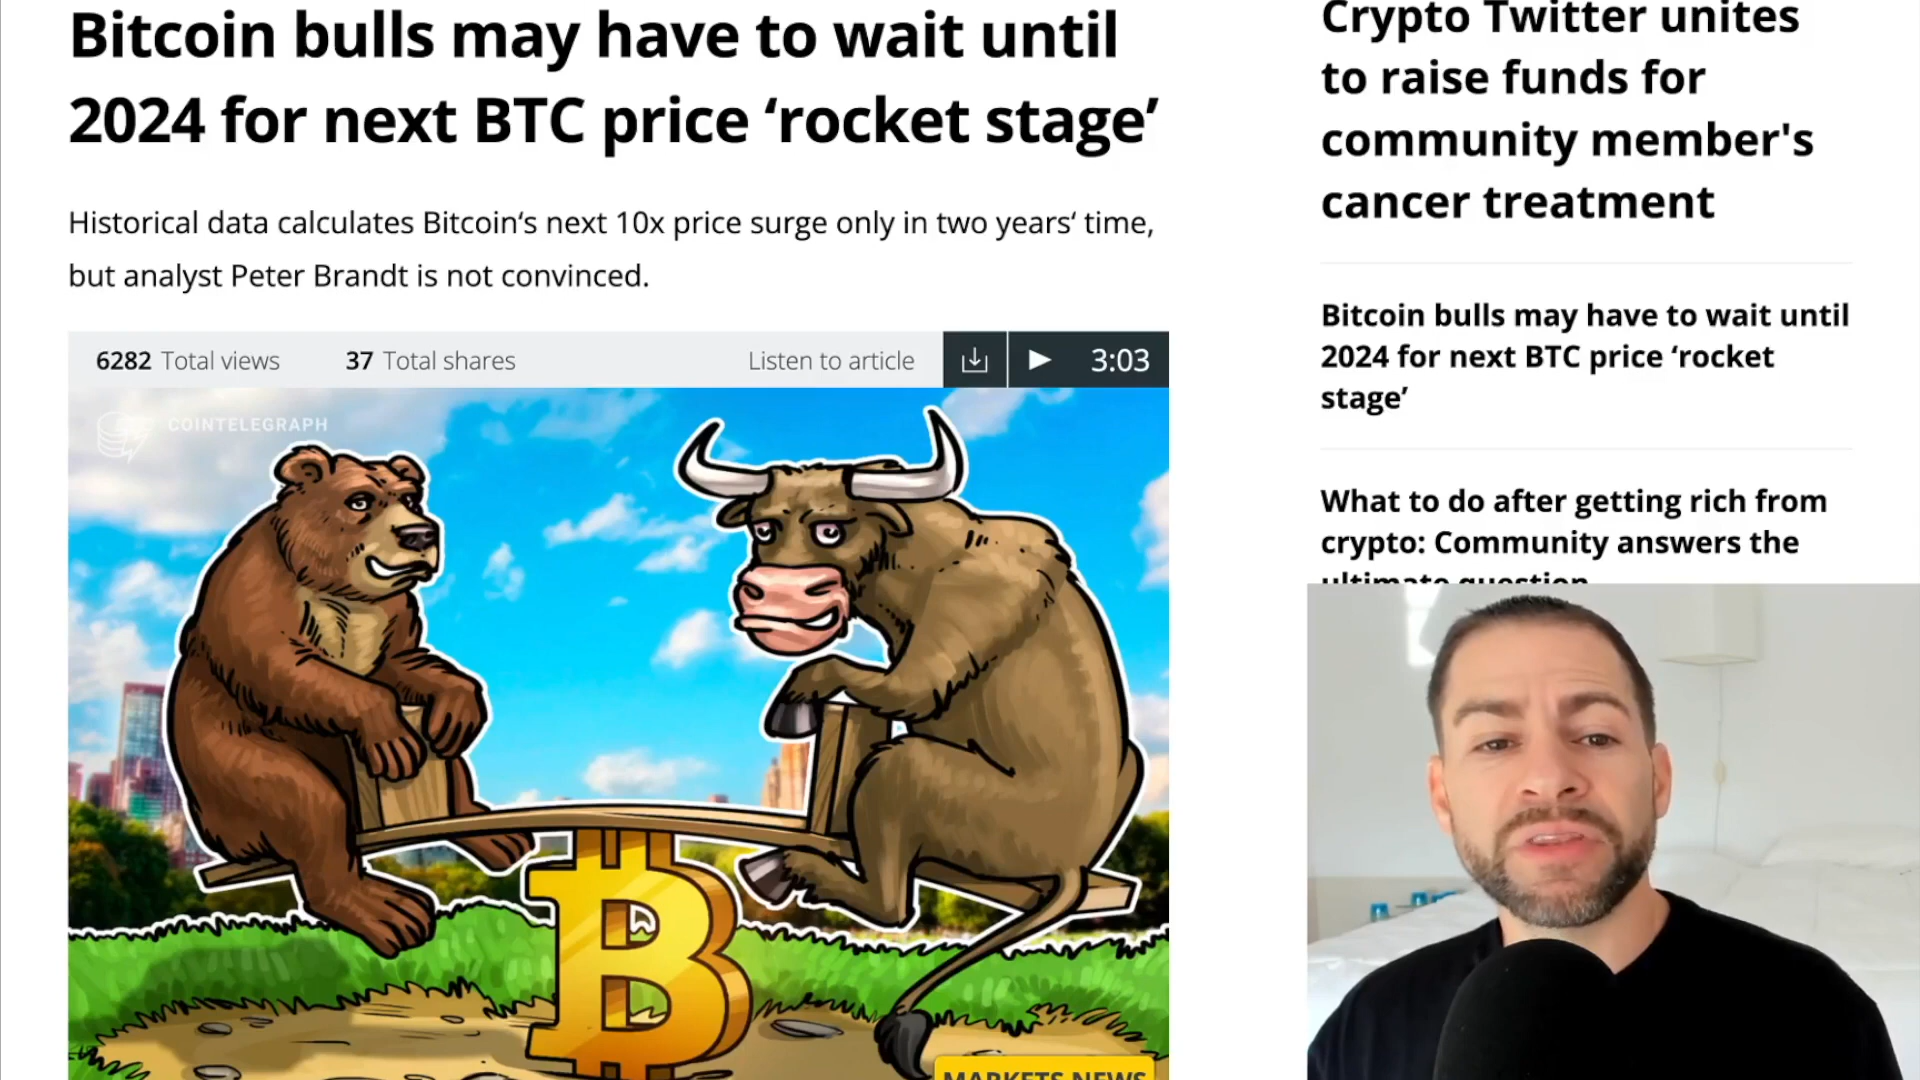 Bitcoin bulls may have to wait until
2024 for next BTC price ‘rocket stage’
Historical data calculates Bitcoin‘s next 10x price surge only in two years‘ time,
but analyst Peter Brandt is not convinced.
6282 Total views 37 Total shares Listen to article 3:03
COINTELEGRAPH
MARKETS NEWS
Crypto Twitter unites
to raise funds for
community member's
cancer treatment
Bitcoin bulls may have to wait until
2024 for next BTC price ‘rocket
stage’
What to do after getting rich from
crypto: Community answers the
ultimate question